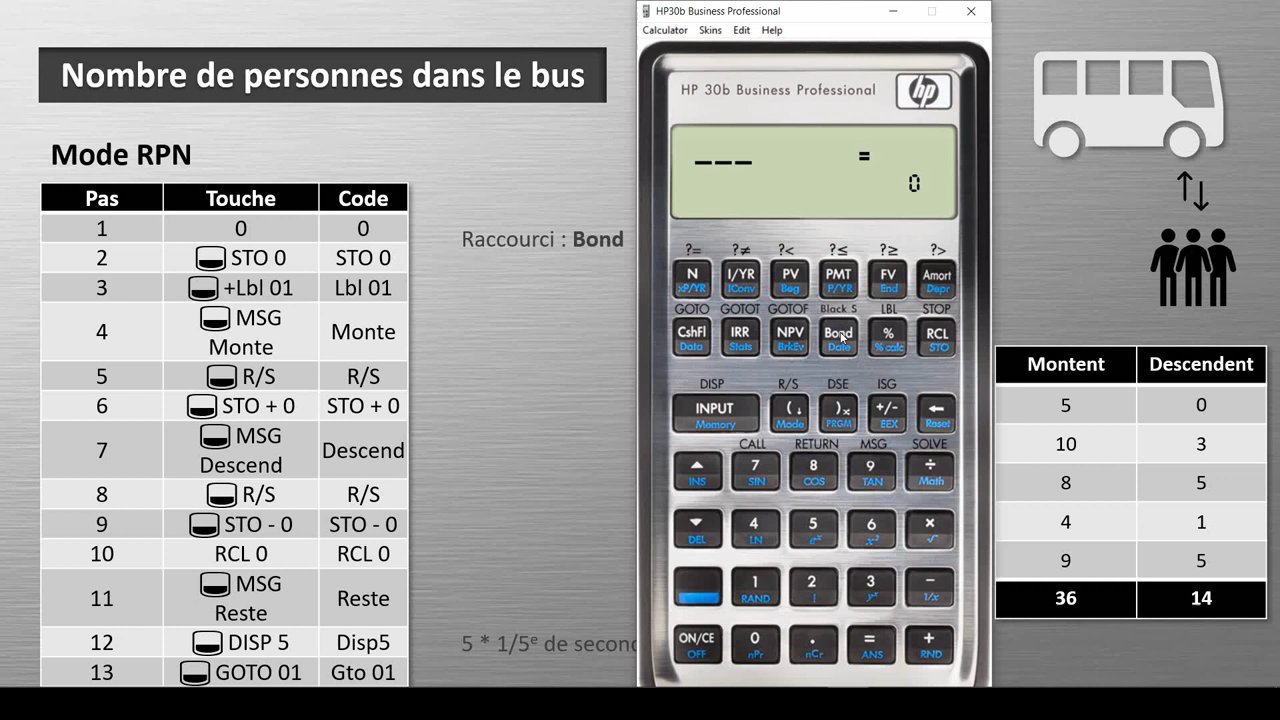 HP30b Business Professional
Calculator Skins Edit Help
Nombre de personnes dans le bus
Mode RPN
Pas Touche Code
1 0 0
2 STO 0 STO 0
3 +Lbl 01 Lbl 01
4 MSG Monte Monte
5 R/S R/S
6 STO + 0 STO + 0
7 MSG Descend Descend
8 R/S R/S
9 STO - 0 STO - 0
10 RCL 0 RCL 0
11 MSG Reste Reste
12 DISP 5 Disp5
13 GOTO 01 Gto 01
Raccourci : Bond
5 * 1/5e de second
HP 30b Business Professional
hp
___ =
0
?= ?≠ ?< ?≤ ?≥ ?>
N I/YR PV PMT FV Amort
xP/YR IConv Beg P/YR End Depr
GOTO GOTOT GOTOF Black S LBL STOP
CshFl IRR NPV Bond % RCL
Data Stats BrkEv Date %calc STO
DISP R/S DSE ISG
INPUT (↓ )x +/- ←
Memory Mode PRGM EEX Reset
CALL RETURN MSG SOLVE
7 8 9 ÷
INS SIN COS TAN Math
4 5 6 ×
DEL LN eˣ x² √
1 2 3 −
RAND ! yˣ 1/x
ON/CE 0 . = +
OFF nPr nCr ANS RND
Montent Descendent
5 0
10 3
8 5
4 1
9 5
36 14